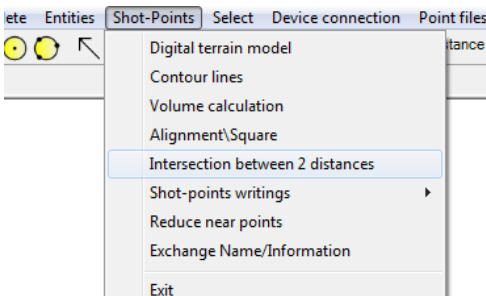 ete Entities Shot-Points Select Device connection Point files
tance
Digital terrain model
Contour lines
Volume calculation
Alignment\Square
Intersection between 2 distances
Shot-points writings
Reduce near points
Exchange Name/Information
Exit